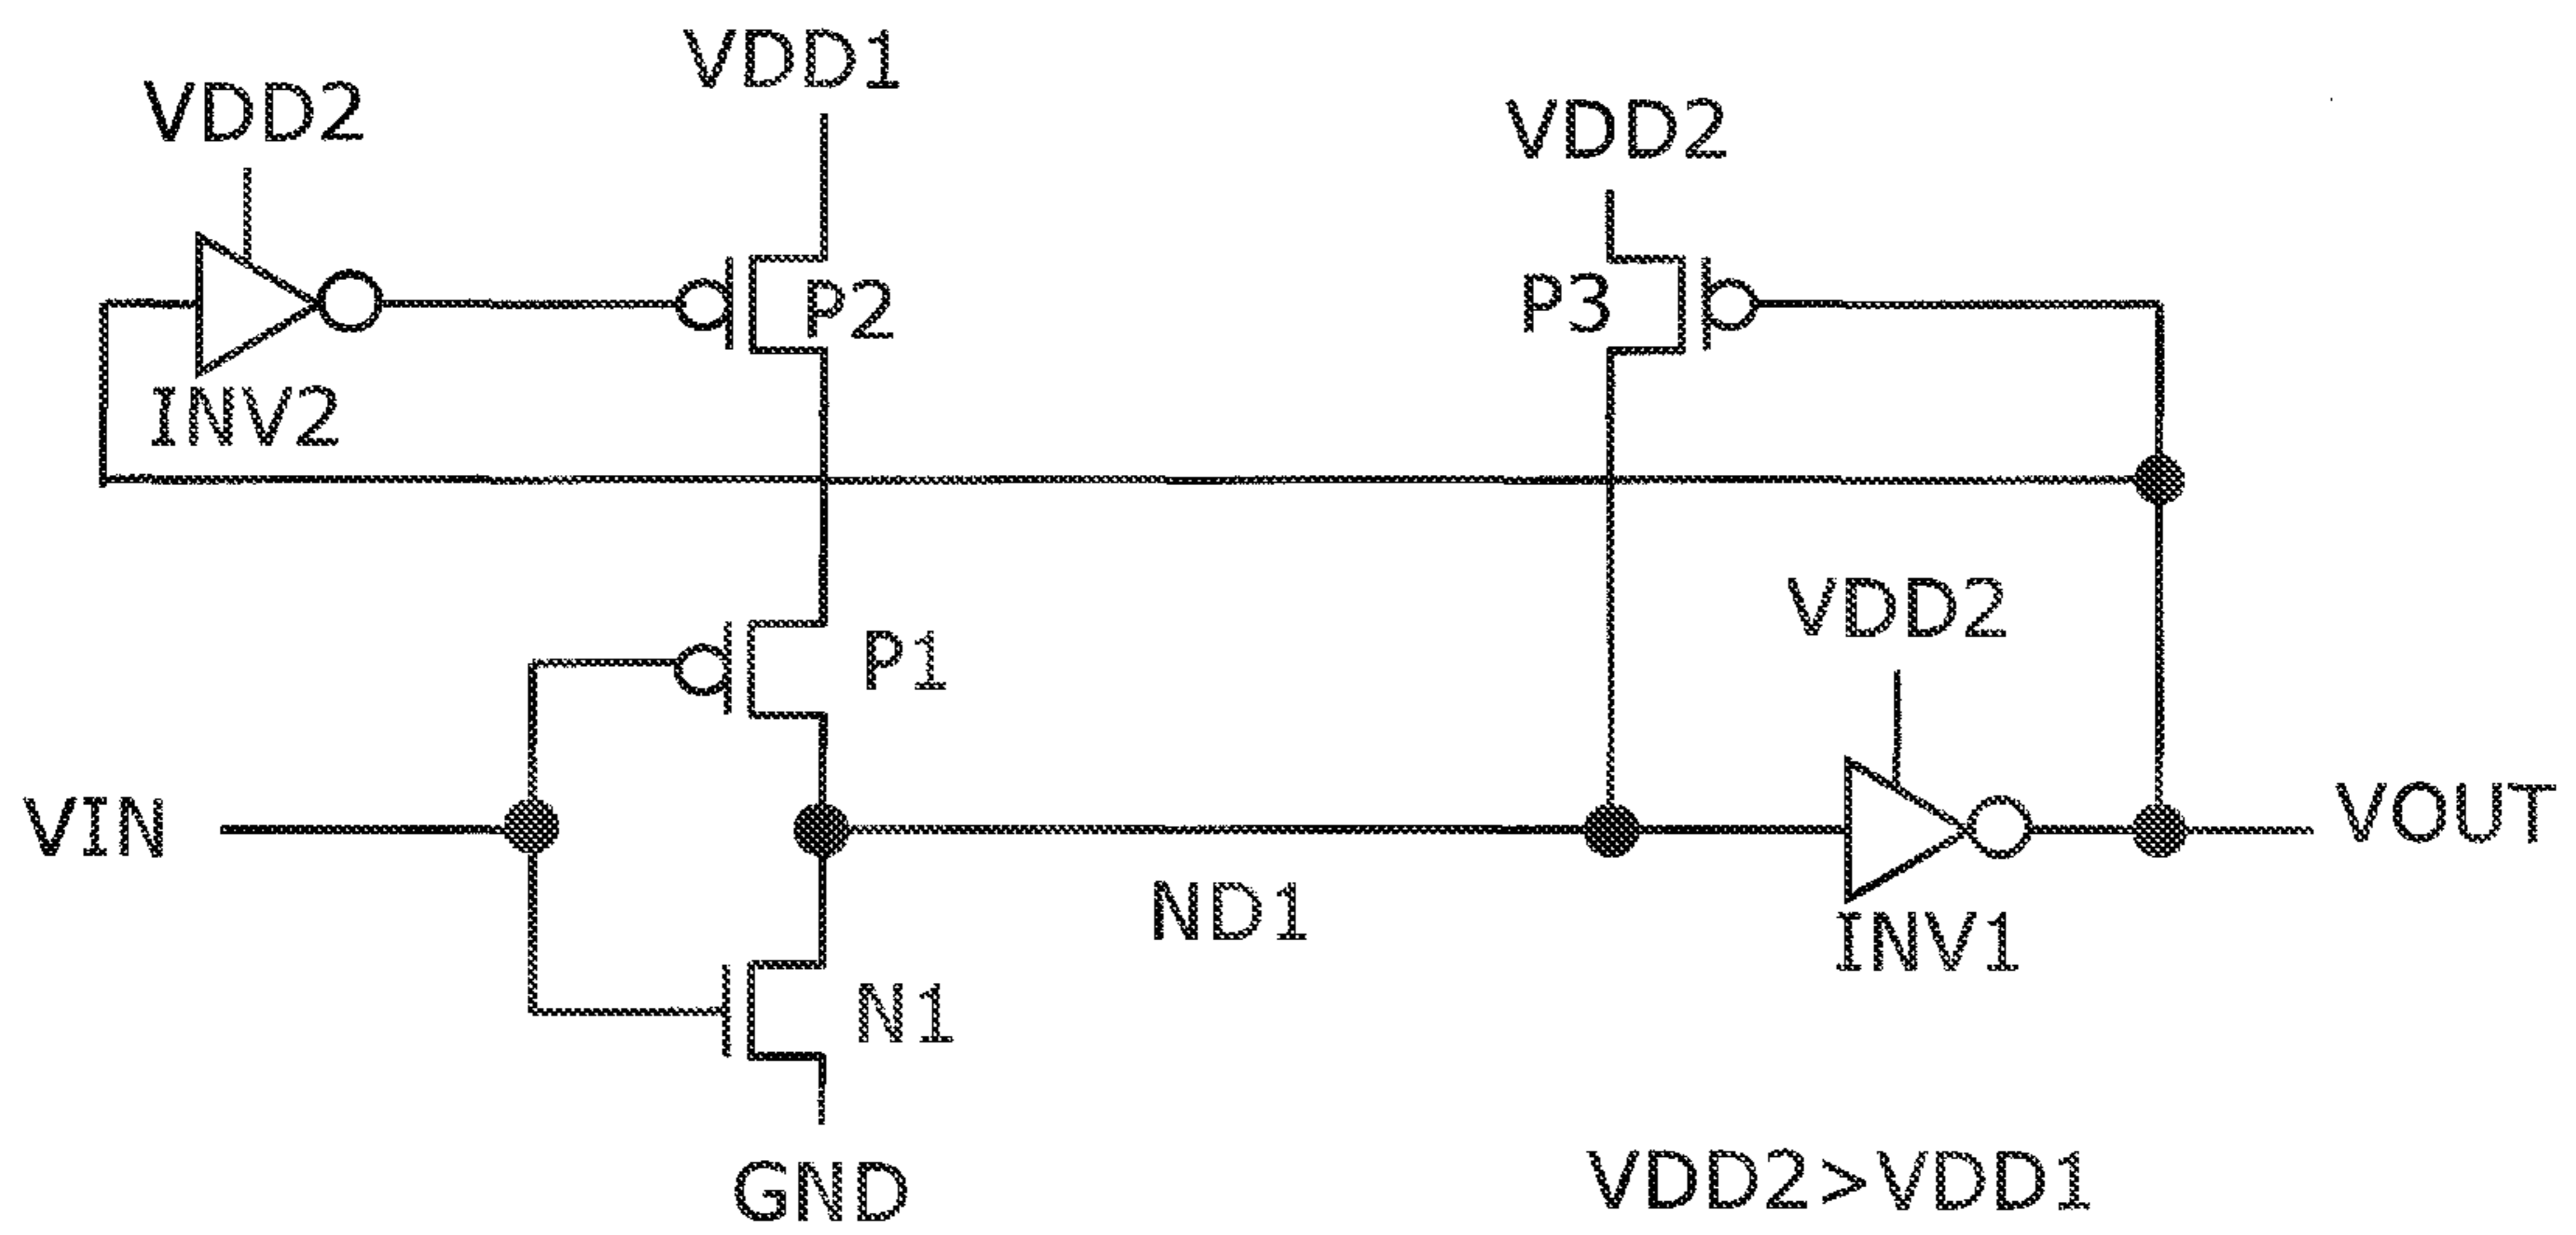 VDD1
VDD2
VDD2
P2
P3
INV2
VDD2
P1
VIN
VOUT
ND1
INV1
N1
GND
VDD2>VDD1